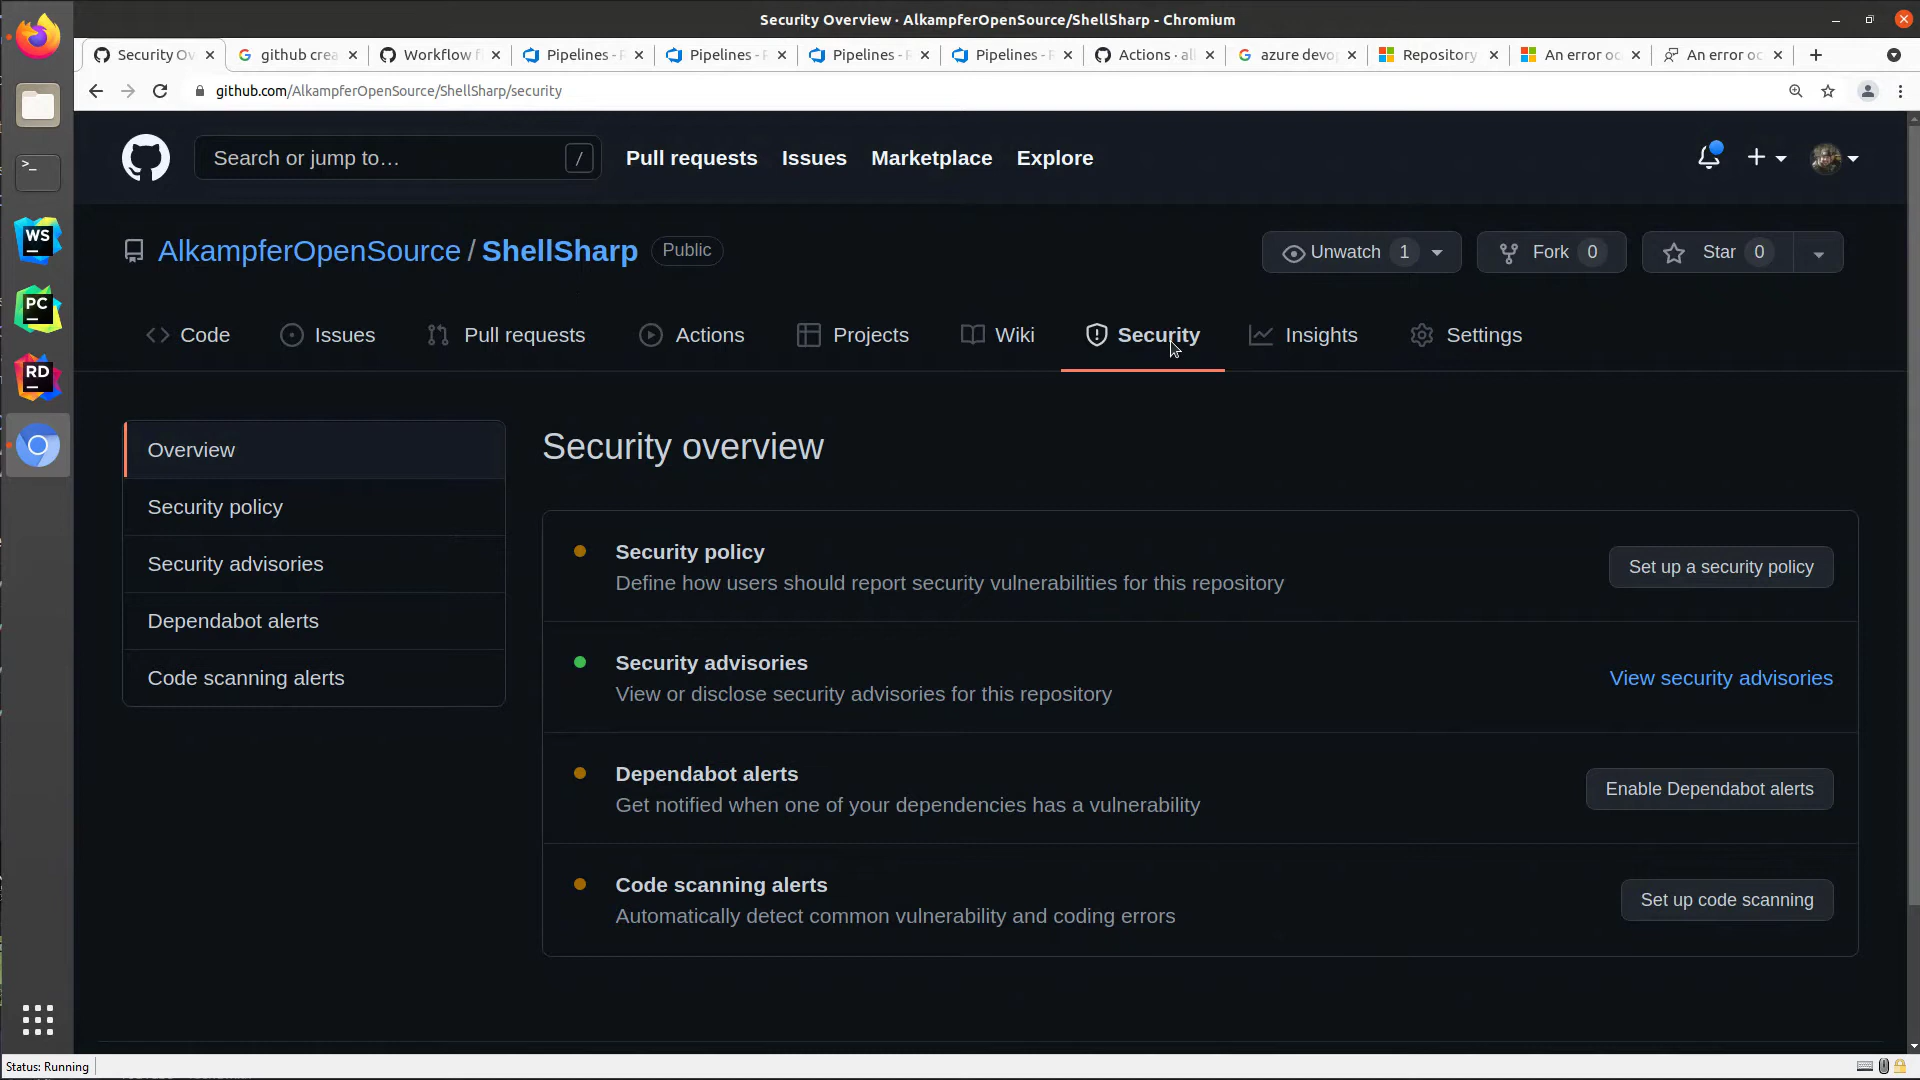 Security Overview · AlkampferOpenSource/ShellSharp - Chromium
Security Ov
github crea
Workflow f
Pipelines - R
Pipelines - R
Pipelines - R
Pipelines - R
Actions · al
azure devop
Repository
An error oc
An error oc
github.com/AlkampferOpenSource/ShellSharp/security
Search or jump to…
/
Pull requests
Issues
Marketplace
Explore
AlkampferOpenSource / ShellSharp
Public
Unwatch 1
Fork 0
Star 0
Code
Issues
Pull requests
Actions
Projects
Wiki
Security
Insights
Settings
Overview
Security policy
Security advisories
Dependabot alerts
Code scanning alerts
Security overview
Security policy
Define how users should report security vulnerabilities for this repository
Set up a security policy
Security advisories
View or disclose security advisories for this repository
View security advisories
Dependabot alerts
Get notified when one of your dependencies has a vulnerability
Enable Dependabot alerts
Code scanning alerts
Automatically detect common vulnerability and coding errors
Set up code scanning
>_
WS
PC
RD
Status: Running